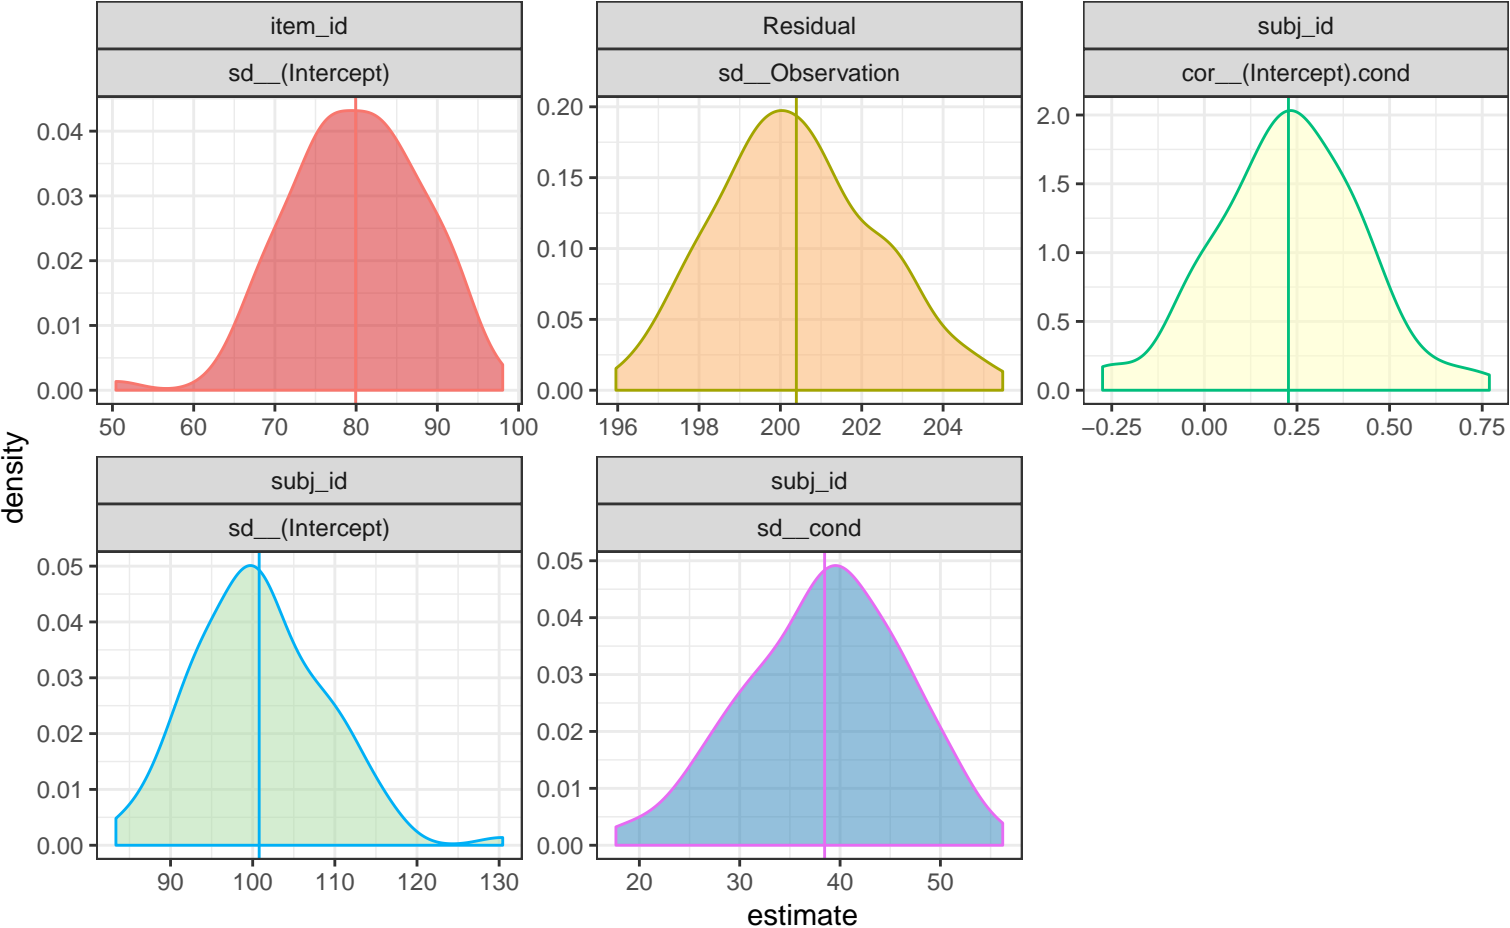 item_id
sd__(Intercept)
0.04
0.03
0.02
0.01
0.00
50 60 70 80 90 100
Residual
sd__Observation
0.20
0.15
0.10
0.05
0.00
196 198 200 202 204
subj_id
cor__(Intercept).cond
2.0
1.5
1.0
0.5
0.0
−0.25 0.00 0.25 0.50 0.75
density
subj_id
sd__(Intercept)
0.05
0.04
0.03
0.02
0.01
0.00
90 100 110 120 130
subj_id
sd__cond
0.05
0.04
0.03
0.02
0.01
0.00
20 30 40 50
estimate